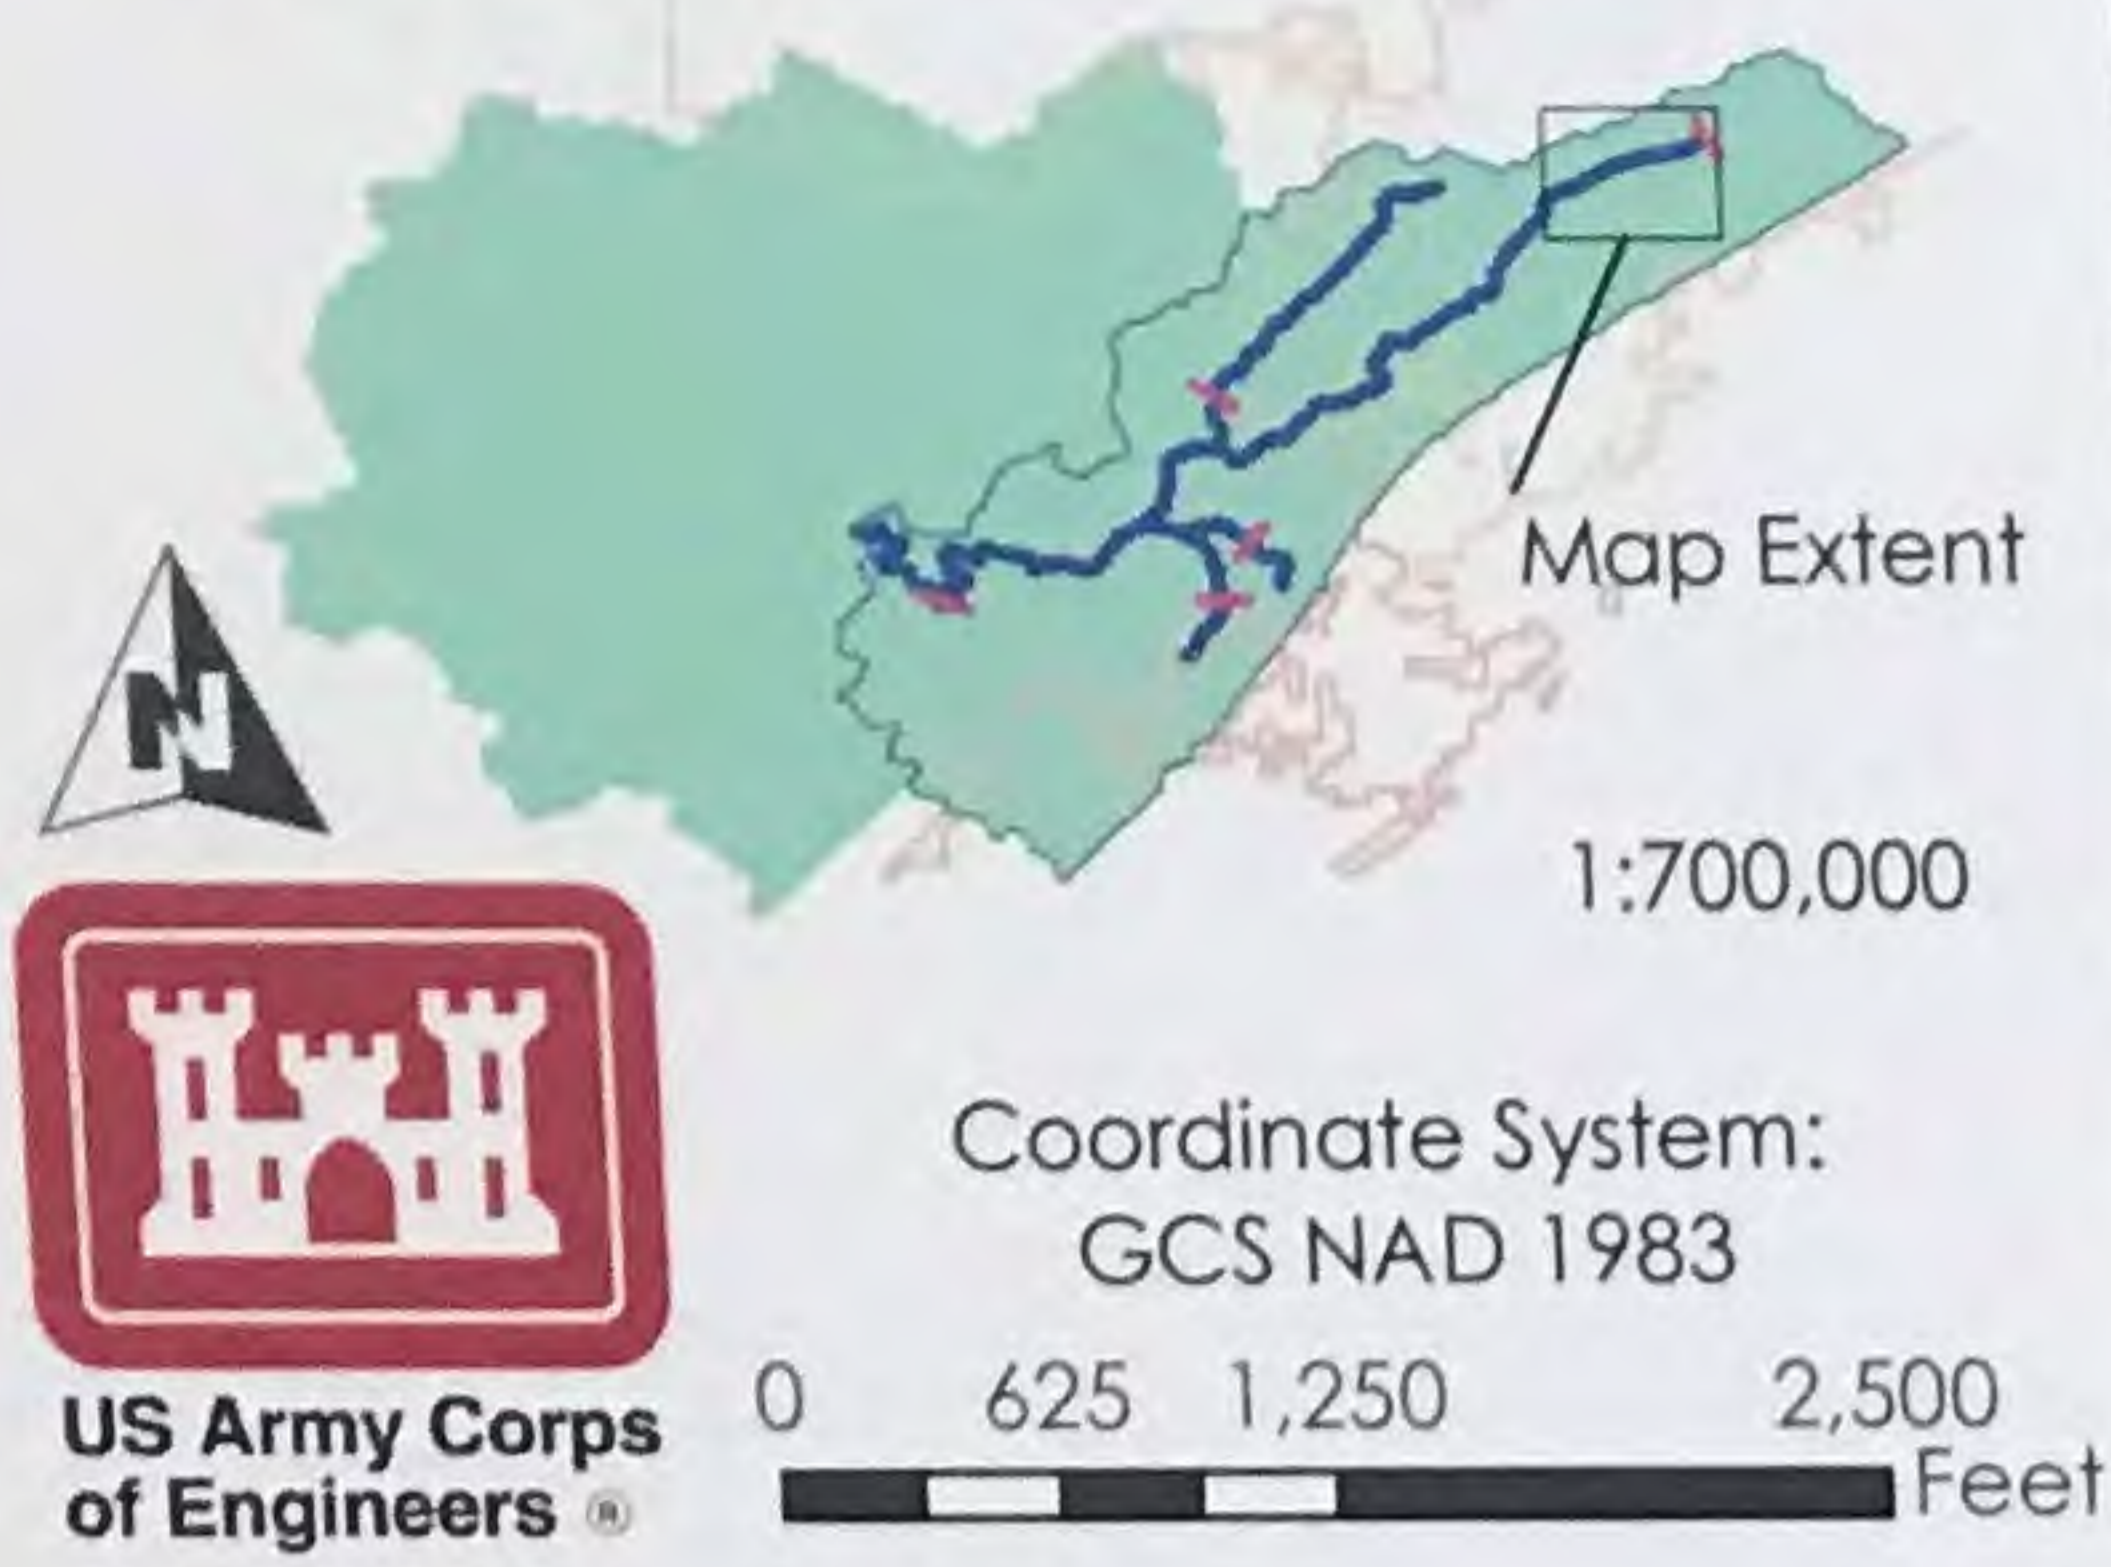 Map Extent
N
1:700,000
Coordinate System:
GCS NAD 1983
0 625 1,250 2,500
Feet
US Army Corps
of Engineers ®